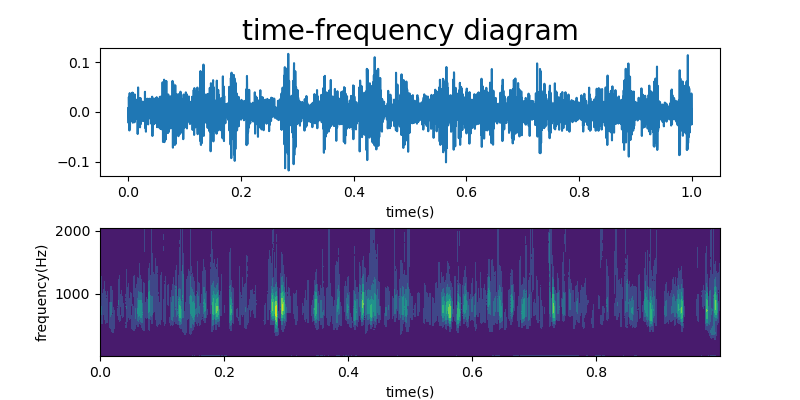 time-frequency diagram
0.1
0.0
−0.1
0.0 0.2 0.4 0.6 0.8 1.0
time(s)
2000
1000
frequency(Hz)
0.0 0.2 0.4 0.6 0.8
time(s)